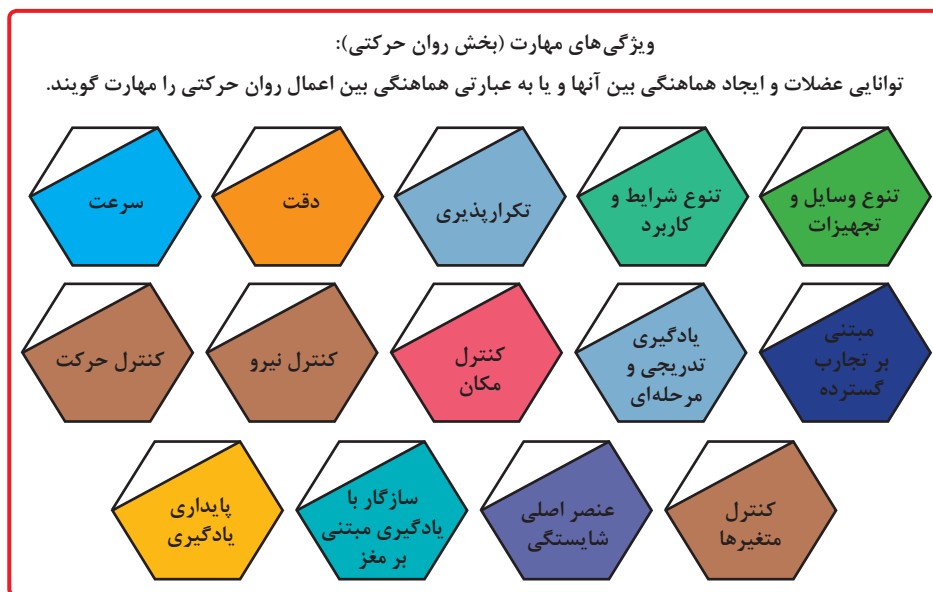 ویژگی‌های مهارت (بخش روان حرکتی):
توانایی عضلات و ایجاد هماهنگی بین آنها و یا به عبارتی هماهنگی بین اعمال روان حرکتی را مهارت گویند.
تنوع وسایل و
تجهیزات
تنوع شرایط و
کاربرد
تکرارپذیری
دقت
سرعت
مبتنی
بر تجارب
گسترده
یادگیری
تدریجی و
مرحله‌ای
کنترل
مکان
کنترل نیرو
کنترل حرکت
کنترل
متغیرها
عنصر اصلی
شایستگی
سازگار با
یادگیری مبتنی
بر مغز
پایداری
یادگیری